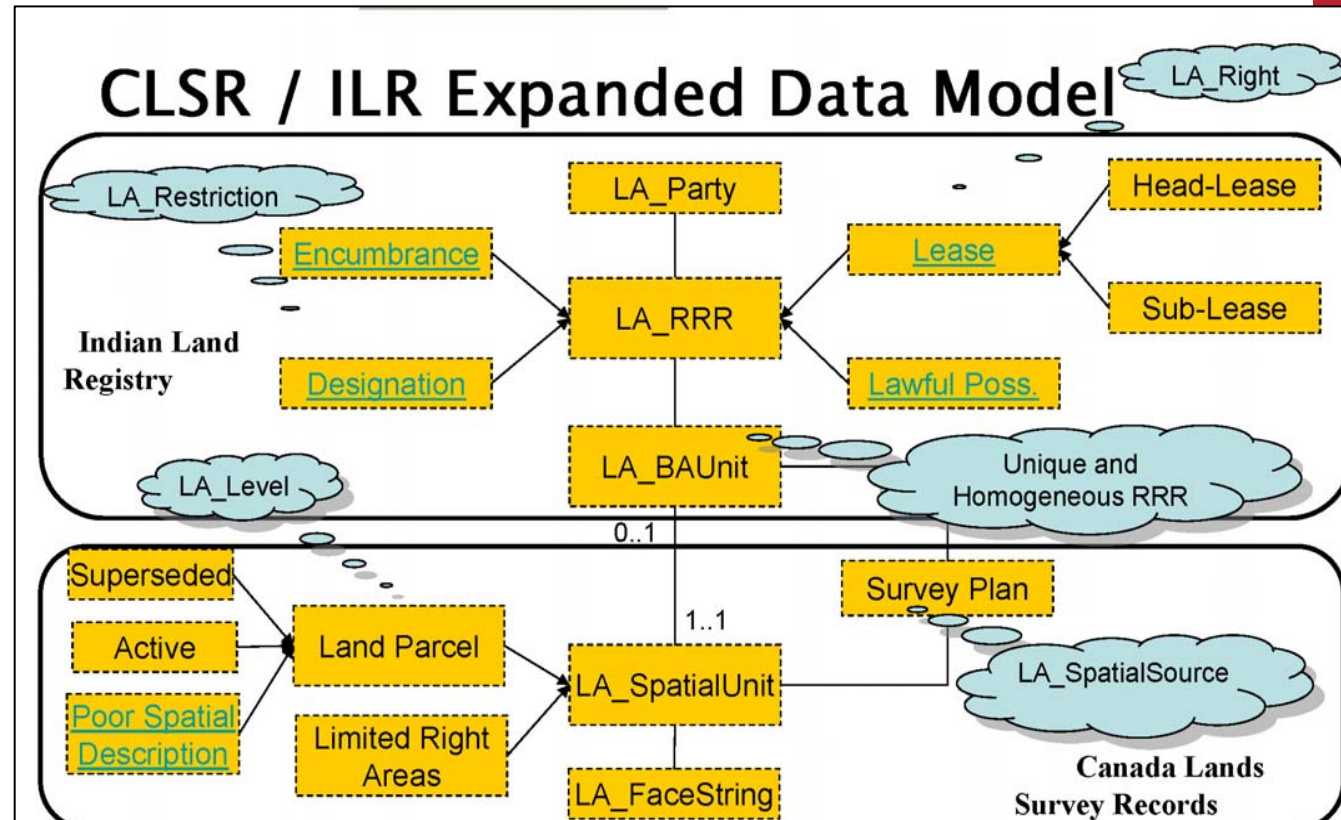 CLSR / ILR Expanded Data Model
LA_Right
LA_Restriction
LA_Party
Head-Lease
Encumbrance
Lease
LA_RRR
Sub-Lease
Indian Land
Registry
Designation
Lawful Poss.
LA_BAUnit
Unique and
Homogeneous RRR
LA_Level
0..1
Superseded
Survey Plan
1..1
Active
Land Parcel
LA_SpatialUnit
LA_SpatialSource
Poor Spatial
Description
Limited Right
Areas
LA_FaceString
Canada Lands
Survey Records